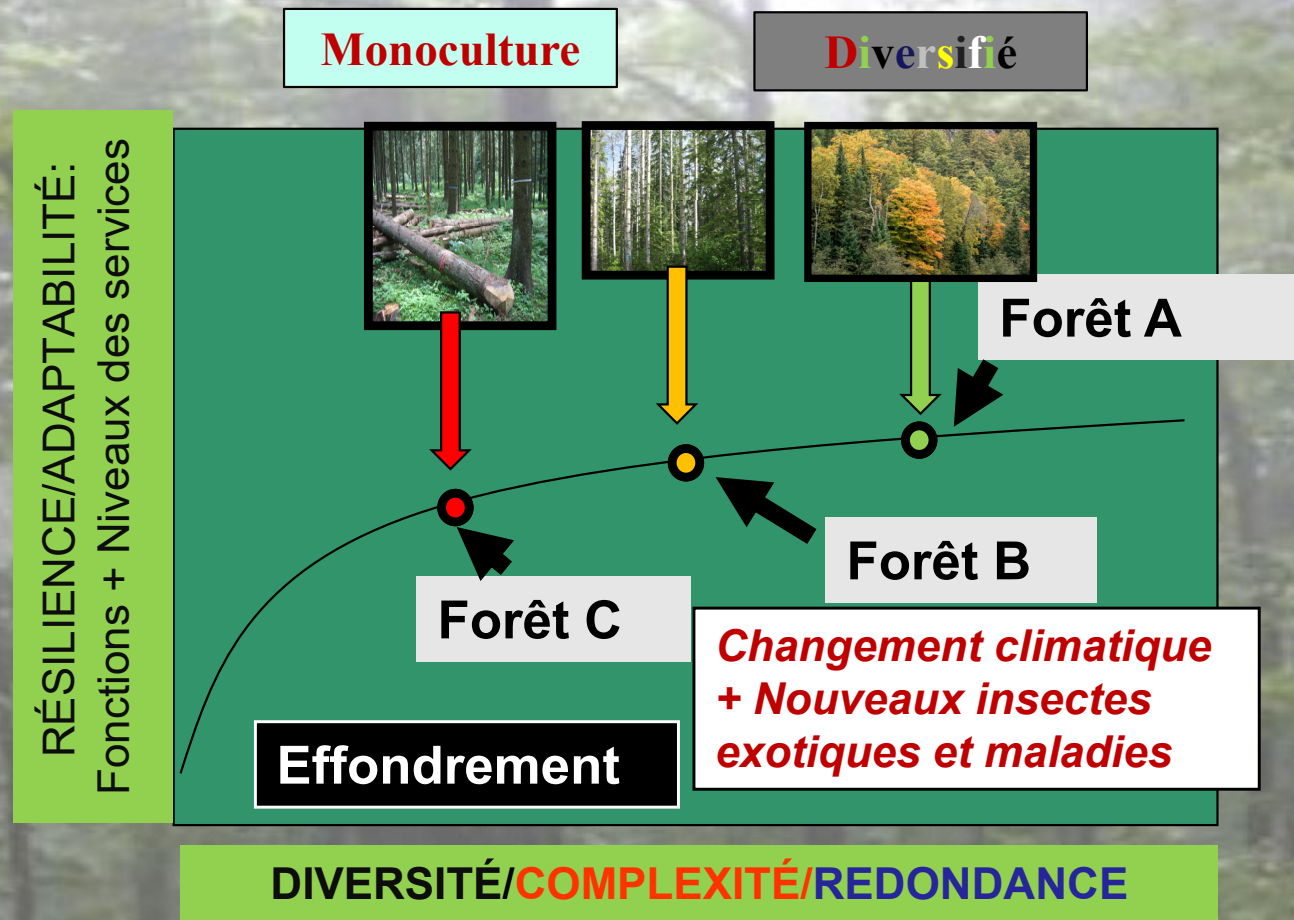 Monoculture
Diversifié
RÉSILIENCE/ADAPTABILITÉ:
Fonctions + Niveaux des services
Forêt A
Forêt B
Forêt C
Changement climatique
+ Nouveaux insectes
exotiques et maladies
Effondrement
DIVERSITÉ/COMPLEXITÉ/REDONDANCE